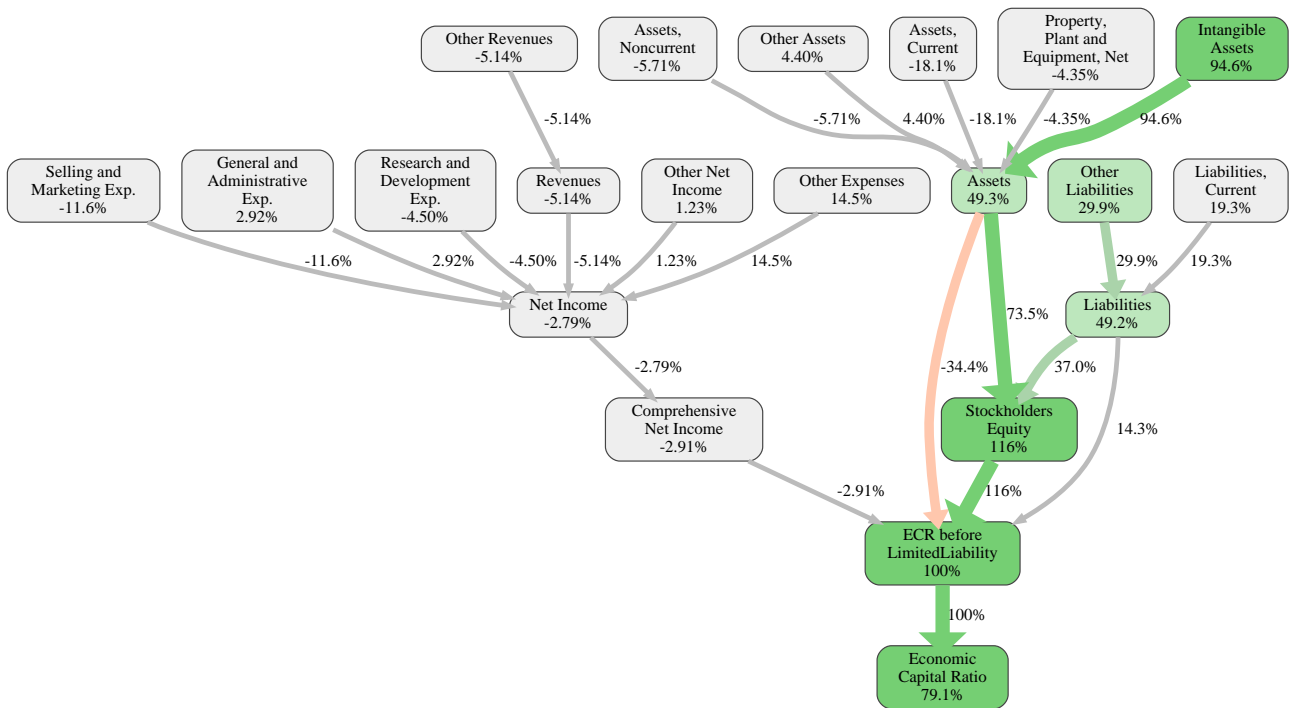 Other Revenues
-5.14%
Assets,
Noncurrent
-5.71%
Other Assets
4.40%
Assets,
Current
-18.1%
Property,
Plant and
Equipment, Net
-4.35%
Intangible
Assets
94.6%
-5.14%
-5.71%
4.40%
-18.1%
-4.35%
94.6%
Selling and
Marketing Exp.
-11.6%
General and
Administrative
Exp.
2.92%
Research and
Development
Exp.
-4.50%
Revenues
-5.14%
Other Net
Income
1.23%
Other Expenses
14.5%
Assets
49.3%
Other
Liabilities
29.9%
Liabilities,
Current
19.3%
-11.6%
2.92%
-4.50%
-5.14%
1.23%
14.5%
29.9%
19.3%
Net Income
-2.79%
73.5%
Liabilities
49.2%
-2.79%
-34.4%
37.0%
Comprehensive
Net Income
-2.91%
Stockholders
Equity
116%
14.3%
-2.91%
116%
ECR before
LimitedLiability
100%
100%
Economic
Capital Ratio
79.1%